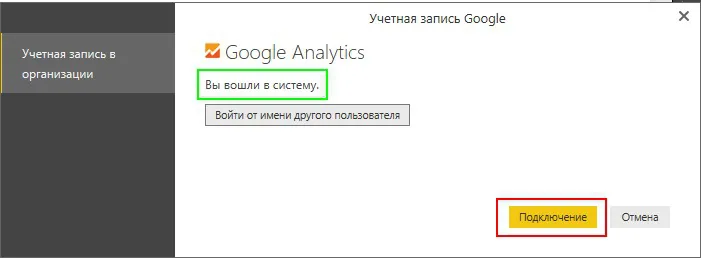 Учетная запись Google
Учетная запись в
организации
Google Analytics
Вы вошли в систему.
Войти от имени другого пользователя
Подключение
Отмена